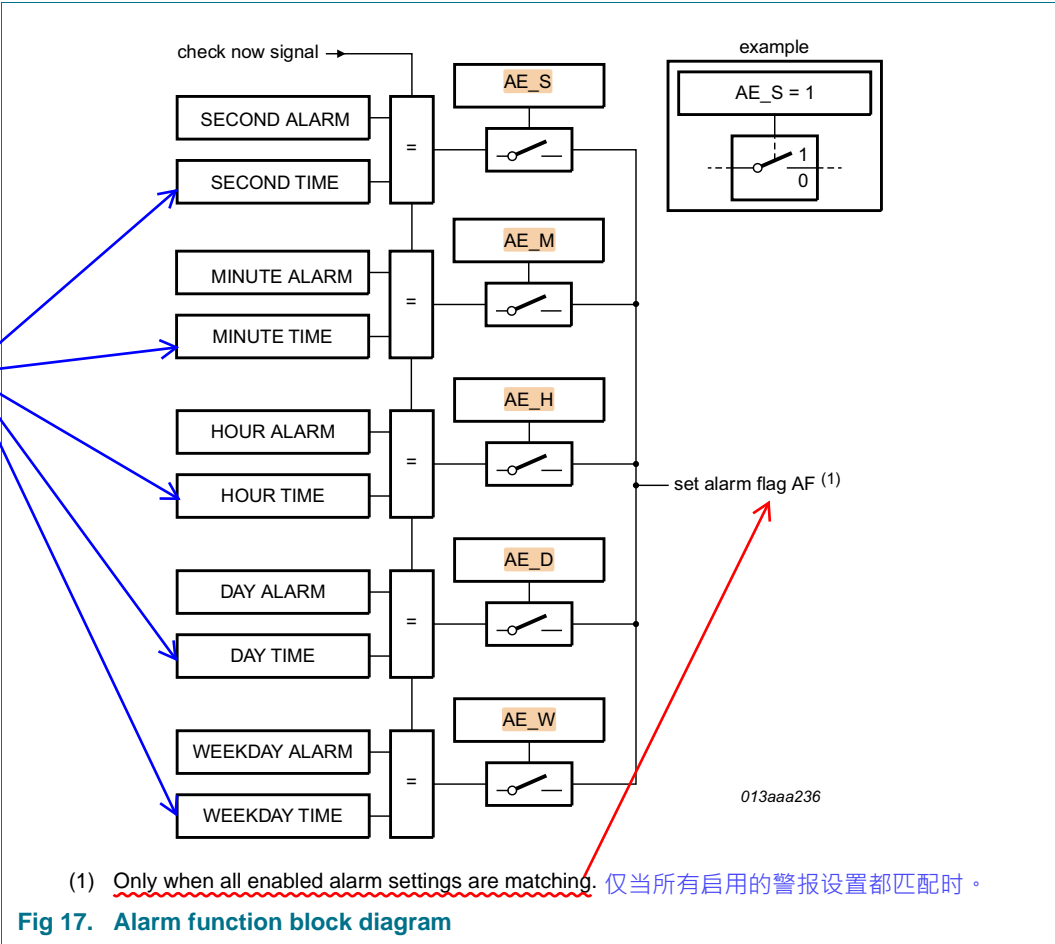 check now signal
example
AE_S
AE_S = 1
SECOND ALARM
=
1
SECOND TIME
0
AE_M
MINUTE ALARM
=
MINUTE TIME
AE_H
HOUR ALARM
=
HOUR TIME
set alarm flag AF (1)
AE_D
DAY ALARM
=
DAY TIME
AE_W
WEEKDAY ALARM
=
WEEKDAY TIME
013aaa236
(1) Only when all enabled alarm settings are matching. 仅当所有启用的警报设置都匹配时。
Fig 17. Alarm function block diagram